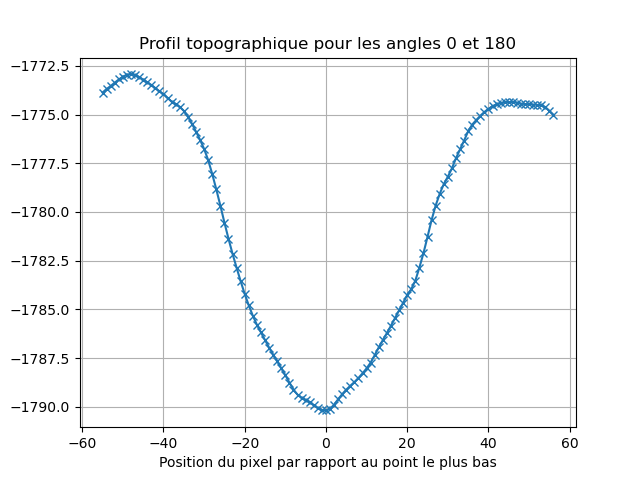 Profil topographique pour les angles 0 et 180
−1772.5
−1775.0
−1777.5
−1780.0
−1782.5
−1785.0
−1787.5
−1790.0
−60 −40 −20 0 20 40 60
Position du pixel par rapport au point le plus bas